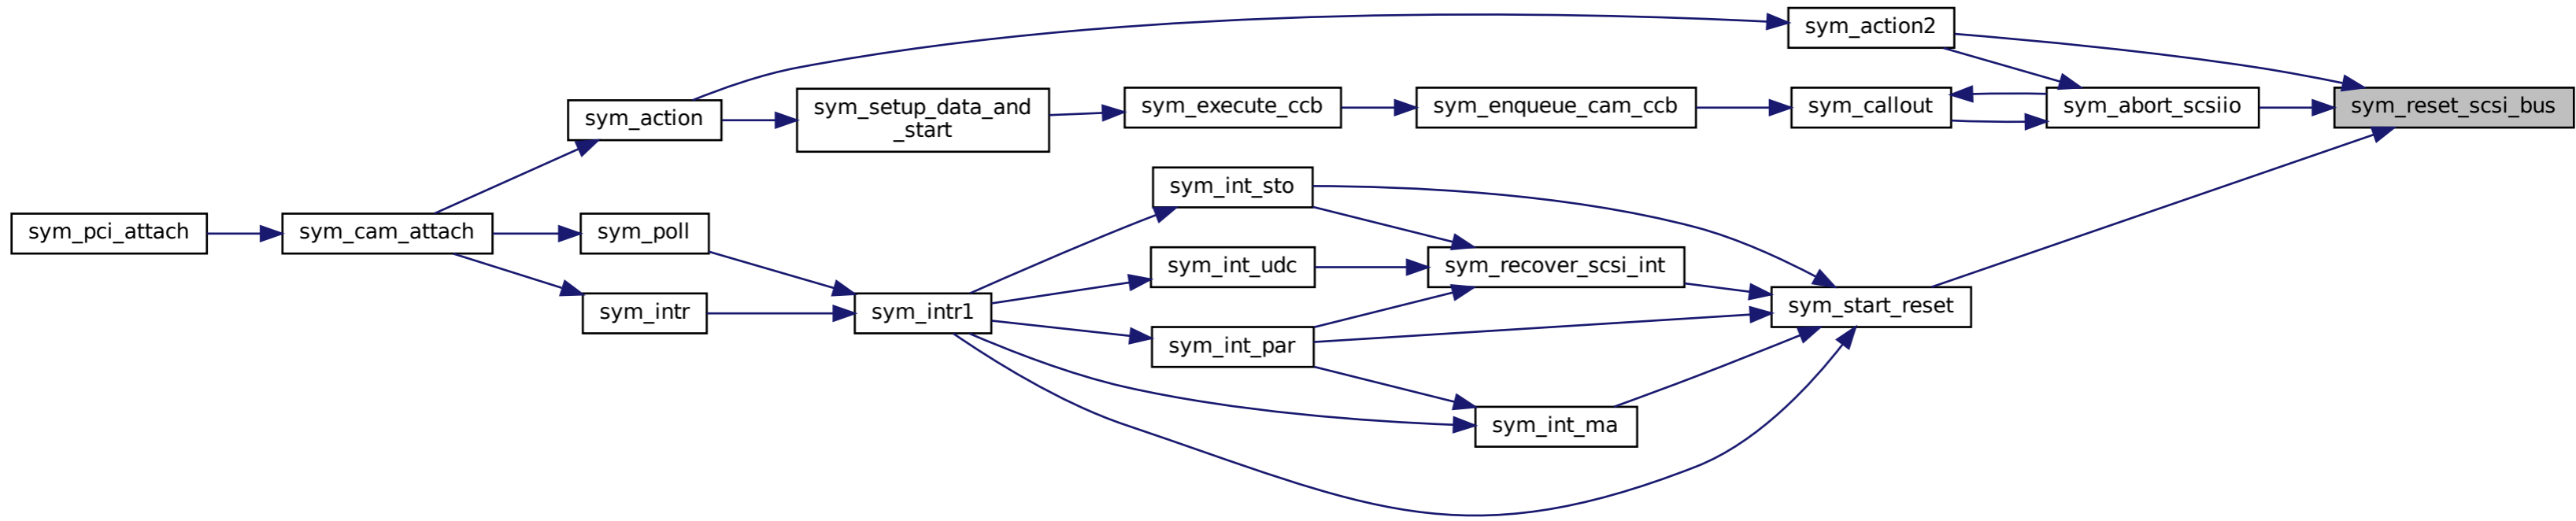 sym_action2
sym_action
sym_setup_data_and
_start
sym_execute_ccb
sym_enqueue_cam_ccb
sym_callout
sym_abort_scsiio
sym_reset_scsi_bus
sym_int_sto
sym_pci_attach
sym_cam_attach
sym_poll
sym_int_udc
sym_recover_scsi_int
sym_intr
sym_intr1
sym_start_reset
sym_int_par
sym_int_ma